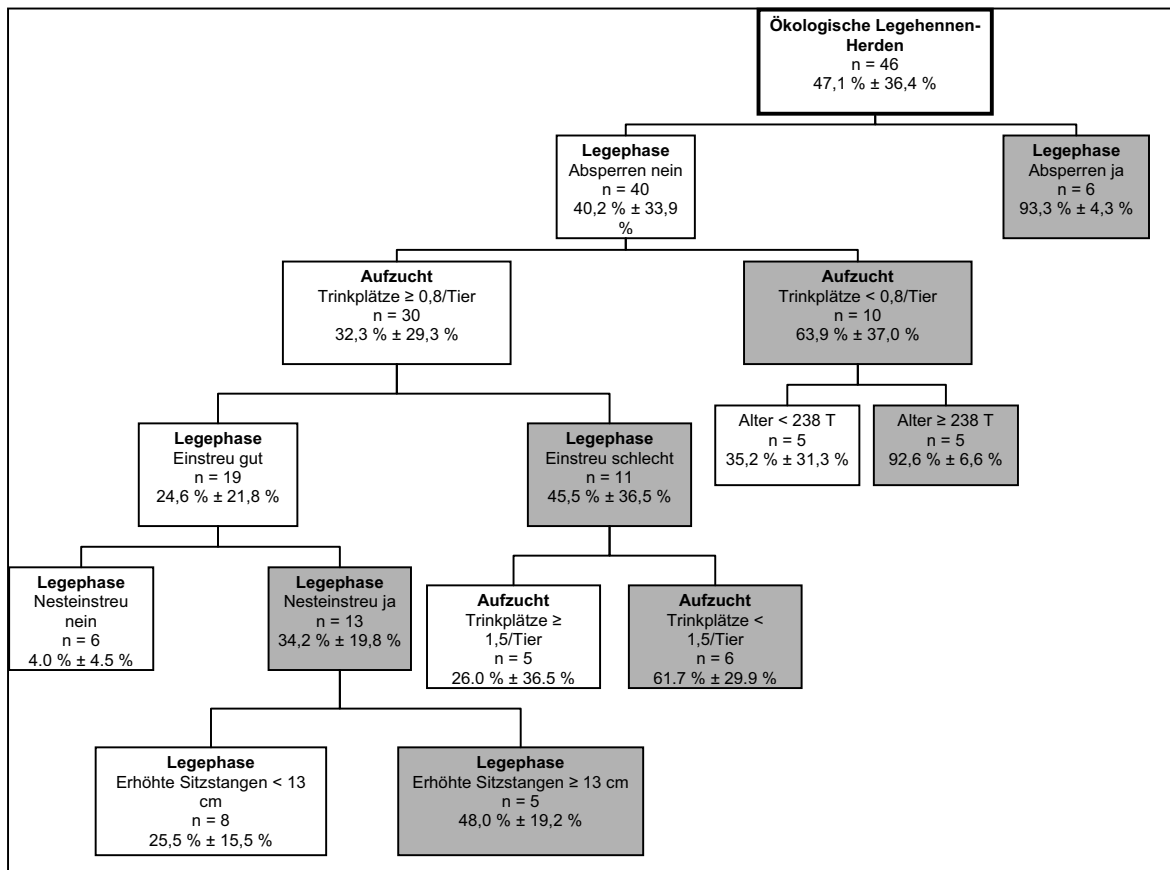 Ökologische Legehennen-
Herden
n = 46
47,1 % ± 36,4 %
Legephase
Absperren nein
n = 40
40,2 % ± 33,9
%
Legephase
Absperren ja
n = 6
93,3 % ± 4,3 %
Aufzucht
Trinkplätze ≥ 0,8/Tier
n = 30
32,3 % ± 29,3 %
Aufzucht
Trinkplätze < 0,8/Tier
n = 10
63,9 % ± 37,0 %
Legephase
Einstreu gut
n = 19
24,6 % ± 21,8 %
Legephase
Einstreu schlecht
n = 11
45,5 % ± 36,5 %
Alter < 238 T
n = 5
35,2 % ± 31,3 %
Alter ≥ 238 T
n = 5
92,6 % ± 6,6 %
Legephase
Nesteinstreu
nein
n = 6
4.0 % ± 4.5 %
Legephase
Nesteinstreu ja
n = 13
34,2 % ± 19,8 %
Aufzucht
Trinkplätze ≥
1,5/Tier
n = 5
26.0 % ± 36.5 %
Aufzucht
Trinkplätze <
1,5/Tier
n = 6
61.7 % ± 29.9 %
Legephase
Erhöhte Sitzstangen < 13
cm
n = 8
25,5 % ± 15,5 %
Legephase
Erhöhte Sitzstangen ≥ 13 cm
n = 5
48,0 % ± 19,2 %